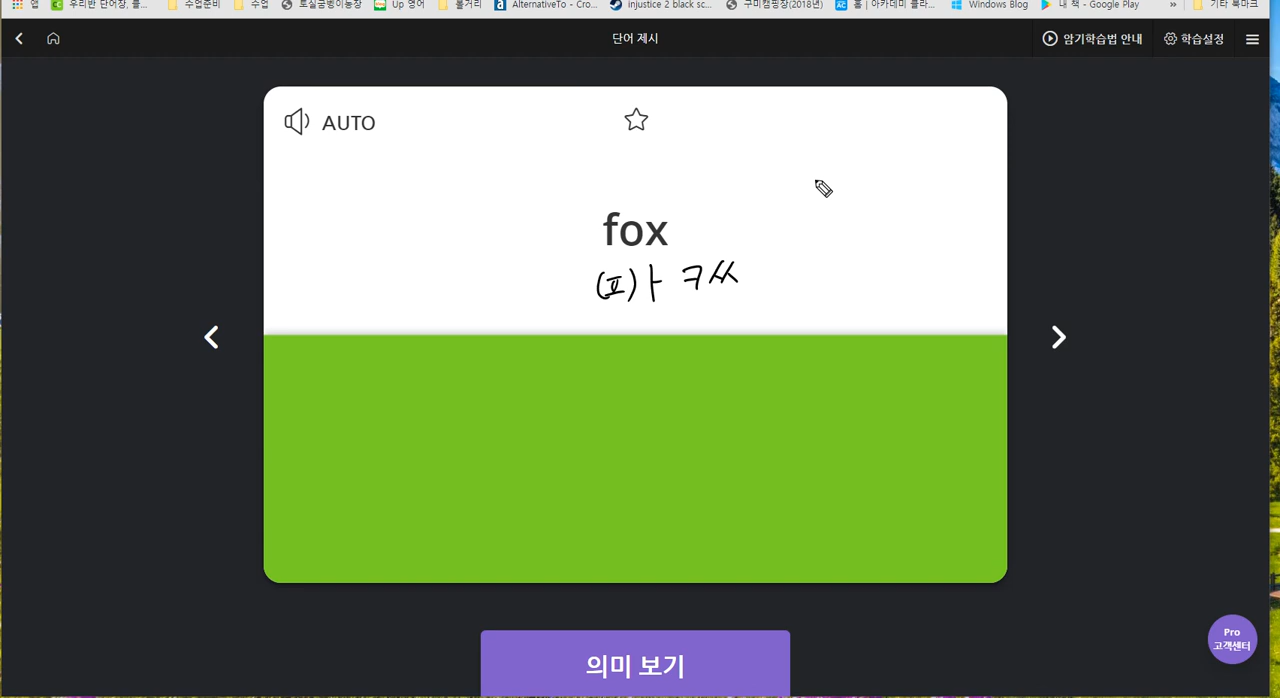 앱 우리반 단어장, 클... 수업준비 수업 토실굼벙이농장 Up 영어 볼거리 AlternativeTo - Cro... injustice 2 black sc... 구미캠핑장(2018년) 홈 | 아카데미 클라... Windows Blog 내 책 - Google Play » 기타 북마크
단어 제시 암기학습법 안내 학습설정
AUTO
fox
(ㅍ)ㅏ ㅋㅆ
의미 보기
Pro
고객센터